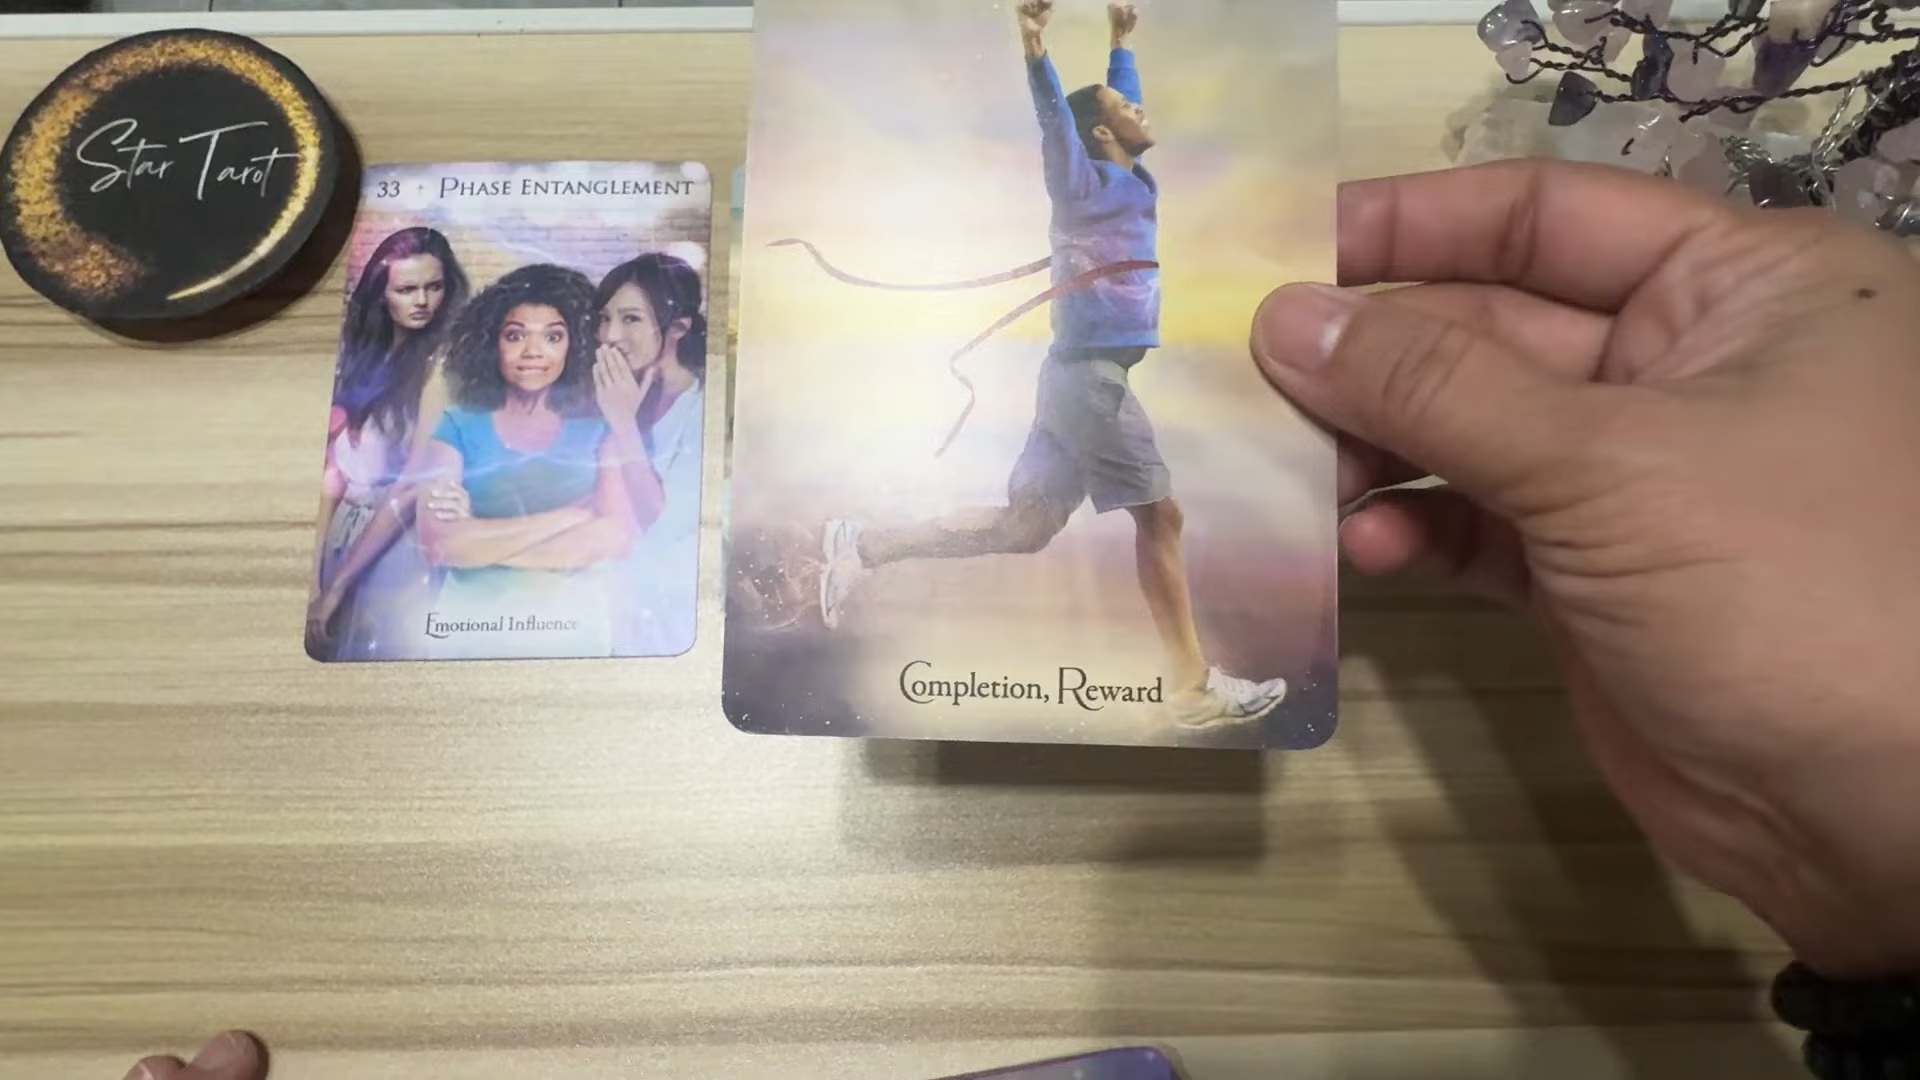 Star Tarot
33 + PHASE ENTANGLEMENT
Emotional Influence
Completion, Reward